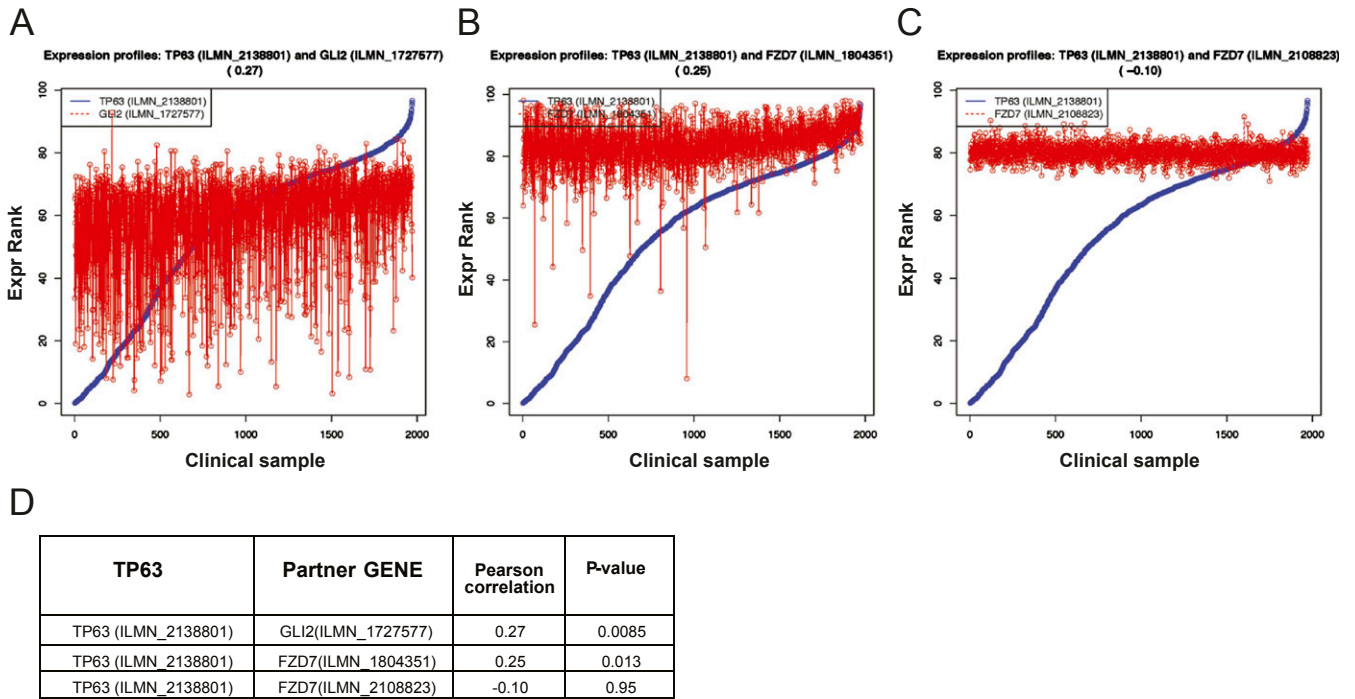 A
Expression profiles: TP63 (ILMN_2138801) and GLI2 (ILMN_1727577)
( 0.27)
TP63 (ILMN_2138801)
GLI2 (ILMN_1727577)
Expr Rank
100
80
60
40
20
0
0 500 1000 1500 2000
Clinical sample
B
Expression profiles: TP63 (ILMN_2138801) and FZD7 (ILMN_1804351)
( 0.25)
TP63 (ILMN_2138801)
FZD7 (ILMN_1804351)
Expr Rank
100
80
60
40
20
0
0 500 1000 1500 2000
Clinical sample
C
Expression profiles: TP63 (ILMN_2138801) and FZD7 (ILMN_2108823)
( −0.10)
TP63 (ILMN_2138801)
FZD7 (ILMN_2108823)
Expr Rank
100
80
60
40
20
0
0 500 1000 1500 2000
Clinical sample
D
TP63 Partner GENE Pearson correlation P-value
TP63 (ILMN_2138801) GLI2(ILMN_1727577) 0.27 0.0085
TP63 (ILMN_2138801) FZD7(ILMN_1804351) 0.25 0.013
TP63 (ILMN_2138801) FZD7(ILMN_2108823) -0.10 0.95